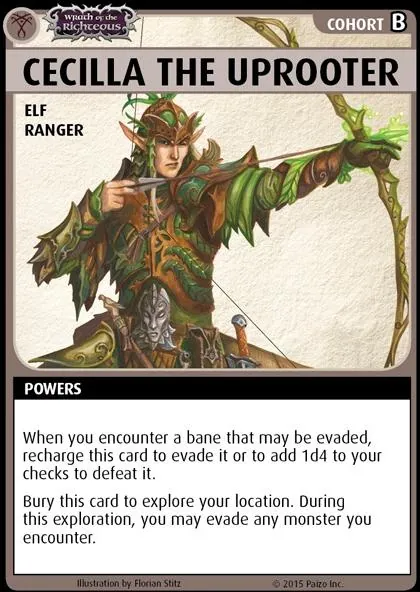 WRATH of the
RIGHTEOUS
COHORT B
CECILLA THE UPROOTER
ELF
RANGER
POWERS
When you encounter a bane that may be evaded,
recharge this card to evade it or to add 1d4 to your
checks to defeat it.
Bury this card to explore your location. During
this exploration, you may evade any monster you
encounter.
Illustration by Florian Stitz
© 2015 Paizo Inc.